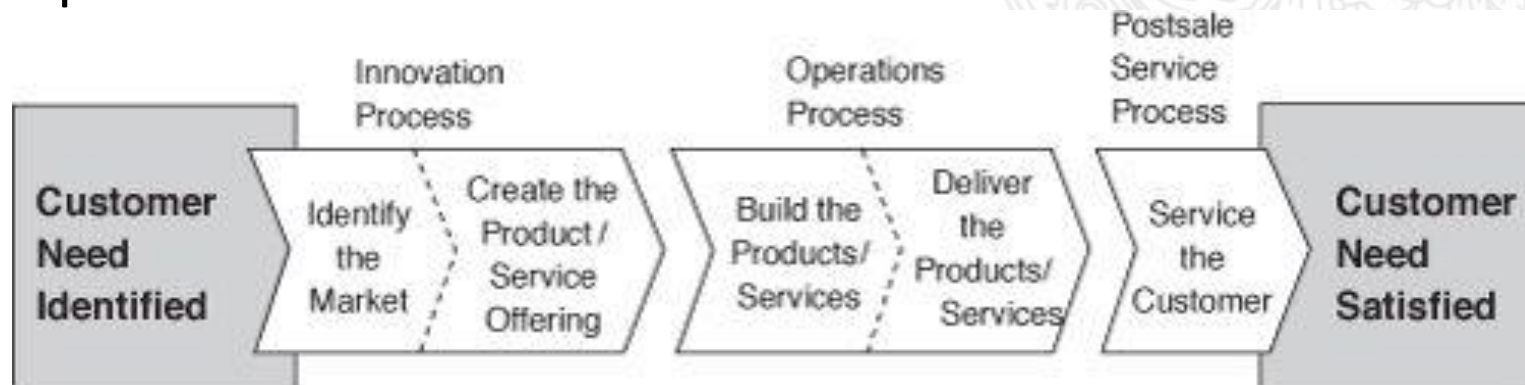 Innovation
Process
Operations
Process
Postsale
Service
Process
Customer
Need
Identified
Identify
the
Market
Create the
Product /
Service
Offering
Build the
Products/
Services
Deliver
the
Products/
Services
Service
the
Customer
Customer
Need
Satisfied